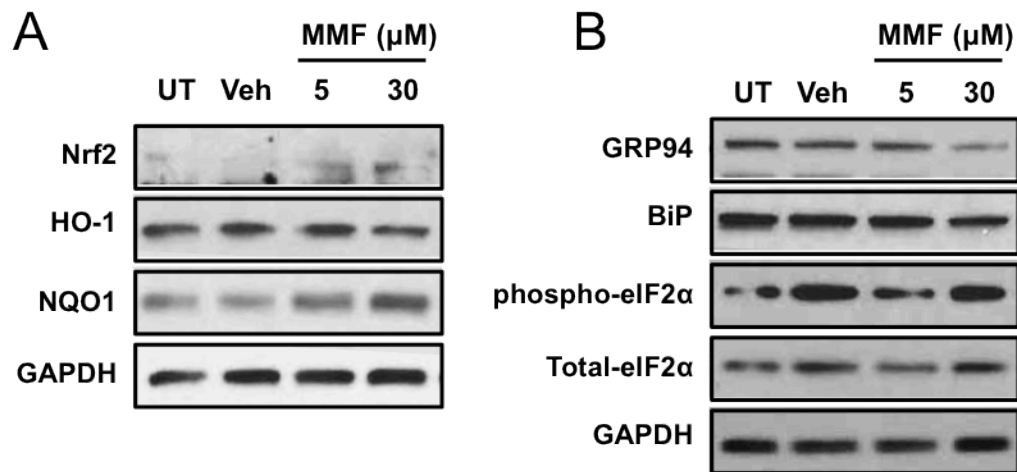 A
MMF (µM)
UT Veh 5 30
Nrf2
HO-1
NQO1
GAPDH
B
MMF (µM)
UT Veh 5 30
GRP94
BiP
phospho-eIF2α
Total-eIF2α
GAPDH